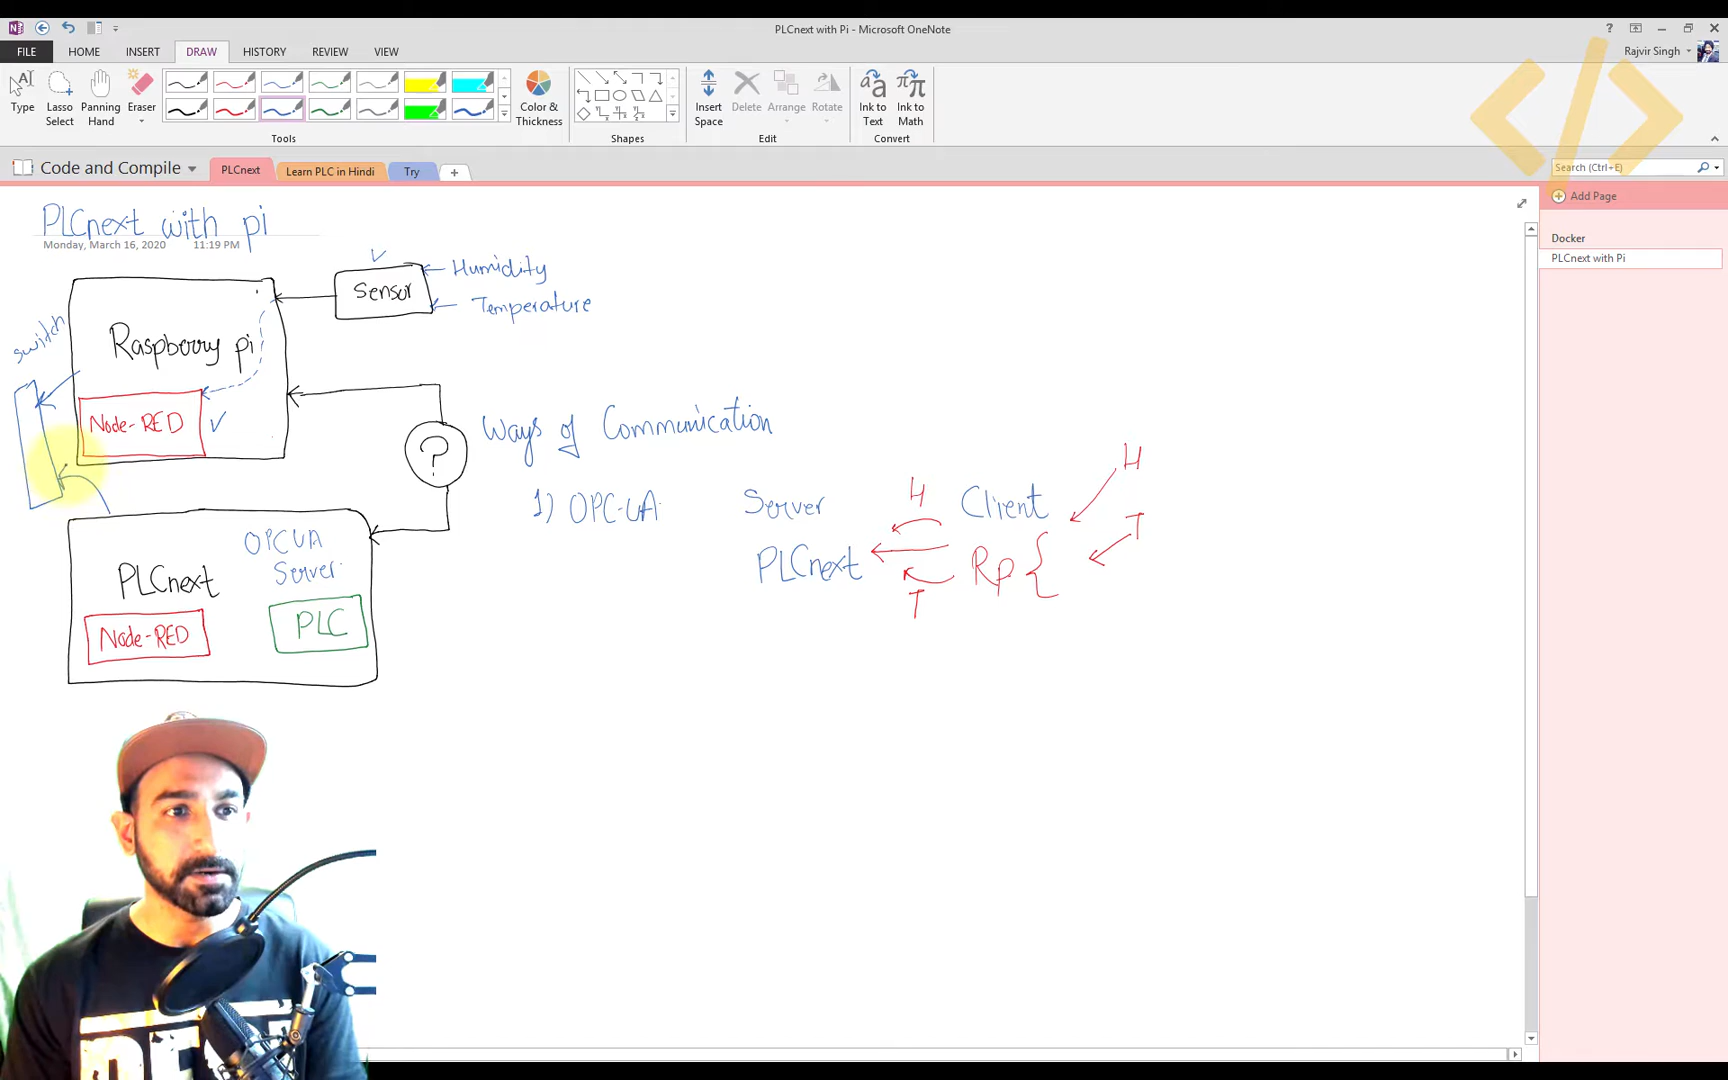 PLCnext with Pi - Microsoft OneNote
FILE HOME INSERT DRAW HISTORY REVIEW VIEW
Rajvir Singh
Type
Lasso Select
Panning Hand
Eraser
Color & Thickness
Insert Space
Delete
Arrange
Rotate
Ink to Text
Ink to Math
Tools
Shapes
Edit
Convert
Code and Compile
PLCnext
Learn PLC in Hindi
Try
Search (Ctrl+E)
Add Page
Docker
PLCnext with Pi
PLCnext with pi
Monday, March 16, 2020 11:19 PM
Sensor
Humidity
Temperature
switch
Raspberry pi
Node-RED
?
Ways of Communication
1) OPC-UA
Server
Client
H
H
T
PLCnext
Rp
T
OPCUA
Server
PLCnext
Node-RED
PLC